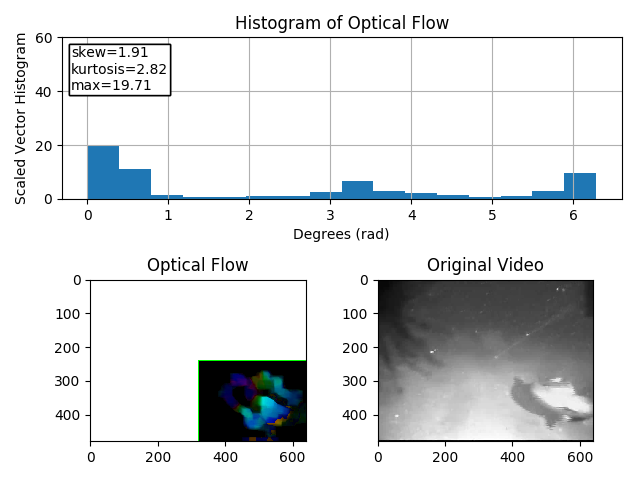 Histogram of Optical Flow
Scaled Vector Histogram
60
40
20
0
skew=1.91
kurtosis=2.82
max=19.71
0 1 2 3 4 5 6
Degrees (rad)
Optical Flow
0
100
200
300
400
0 200 400 600
Original Video
0
100
200
300
400
0 200 400 600